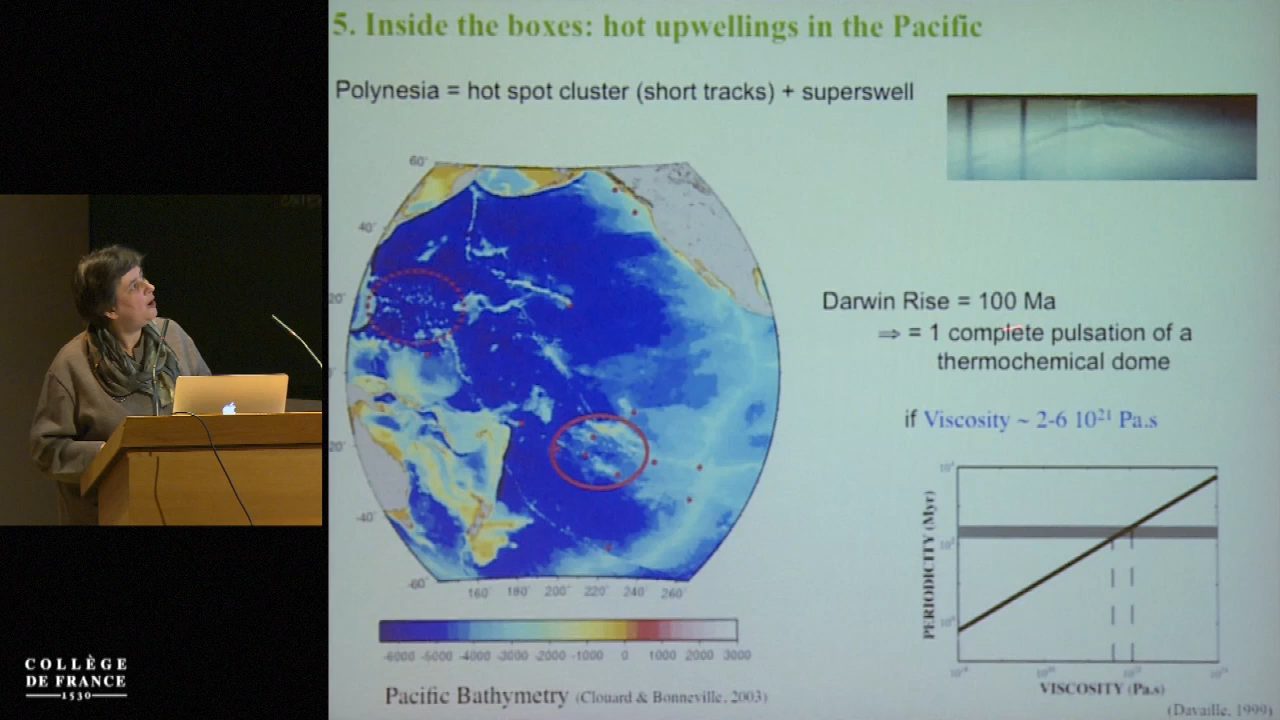 5. Inside the boxes: hot upwellings in the Pacific
Polynesia = hot spot cluster (short tracks) + superswell
60°
40°
20°
20°
-40°
-60°
160° 180° 200° 220° 240° 260°
-6000 -5000 -4000 -3000 -2000 -1000 0 1000 2000 3000
Pacific Bathymetry (Clouard & Bonneville, 2003)
Darwin Rise = 100 Ma
⇒ = 1 complete pulsation of a
thermochemical dome
if Viscosity ~ 2-6 10²¹ Pa.s
PERIODICITY (Myr)
VISCOSITY (Pa.s)
(Davaille, 1999)
COLLÈGE
DE FRANCE
1530